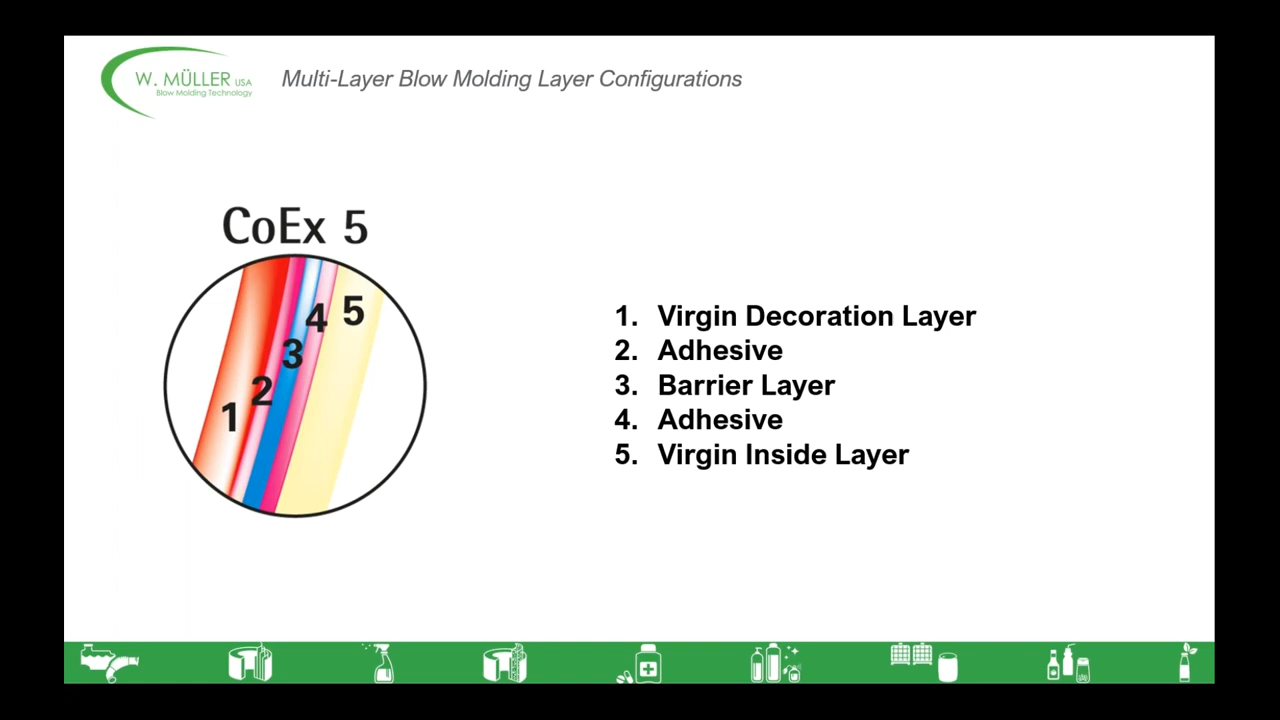 W. MÜLLER USA
Blow Molding Technology
Multi-Layer Blow Molding Layer Configurations
CoEx 5
1
2
3
4
5
1. Virgin Decoration Layer
2. Adhesive
3. Barrier Layer
4. Adhesive
5. Virgin Inside Layer